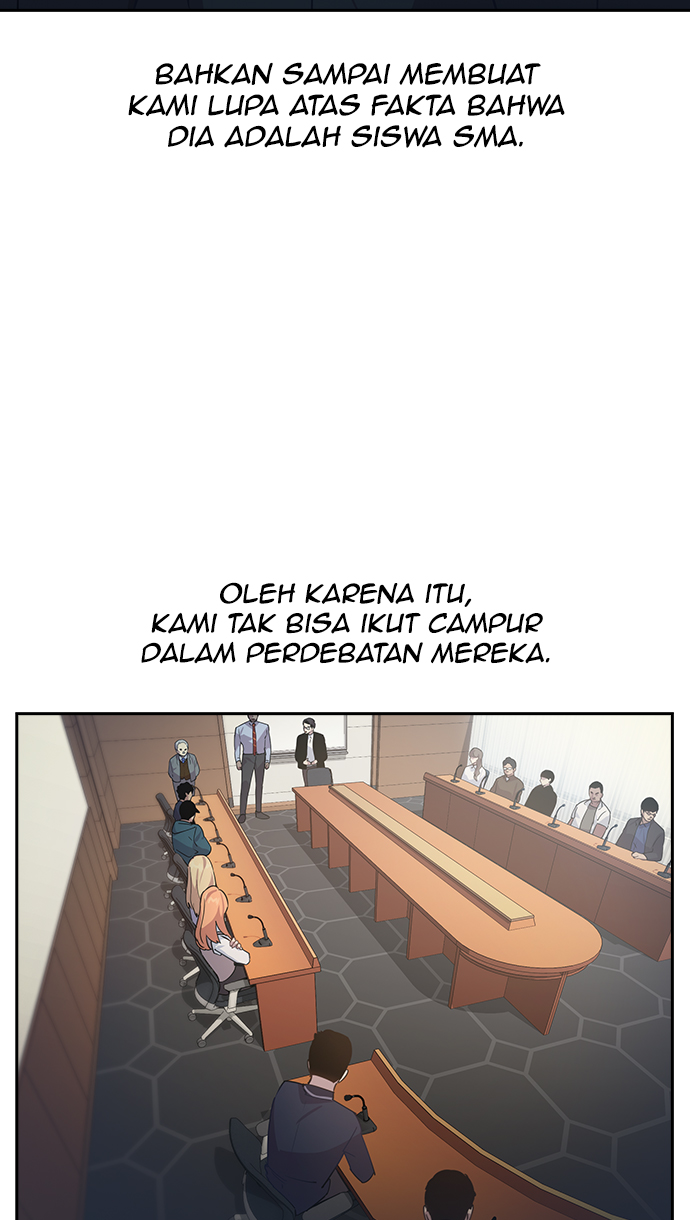 BAHKAN SAMPAI MEMBUAT
KAMI LUPA ATAS FAKTA BAHWA
DIA ADALAH SISWA SMA.
OLEH KARENA ITU,
KAMI TAK BISA IKUT CAMPUR
DALAM PERDEBATAN MEREKA.